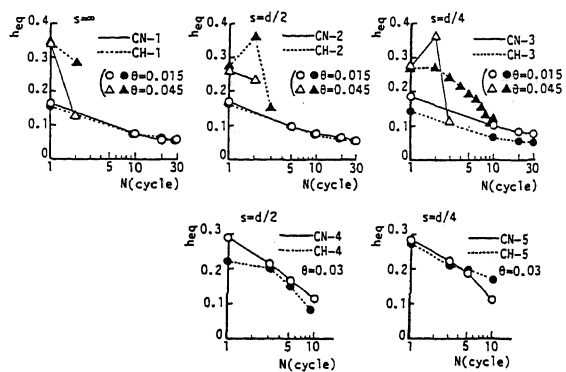 0.4 s=∞
heq
CN-1
CH-1
0.3
○ ● θ=0.015
△ ▲ θ=0.045
0.2
0.1
0
1 5 10 30
N(cycle)
0.4 s=d/2
heq
CN-2
CH-2
0.3
○ ● θ=0.015
△ ▲ θ=0.045
0.2
0.1
0
1 5 10 30
N(cycle)
0.4 s=d/4
heq
CN-3
CH-3
0.3
○ ● θ=0.015
△ ▲ θ=0.045
0.2
0.1
0
1 5 10 30
N(cycle)
s=d/2
heq
CN-4
CH-4
0.3
θ=0.03
0.2
0.1
0
1 5 10
N(cycle)
s=d/4
heq
CN-5
CH-5
0.3
θ=0.03
0.2
0.1
0
1 5 10
N(cycle)